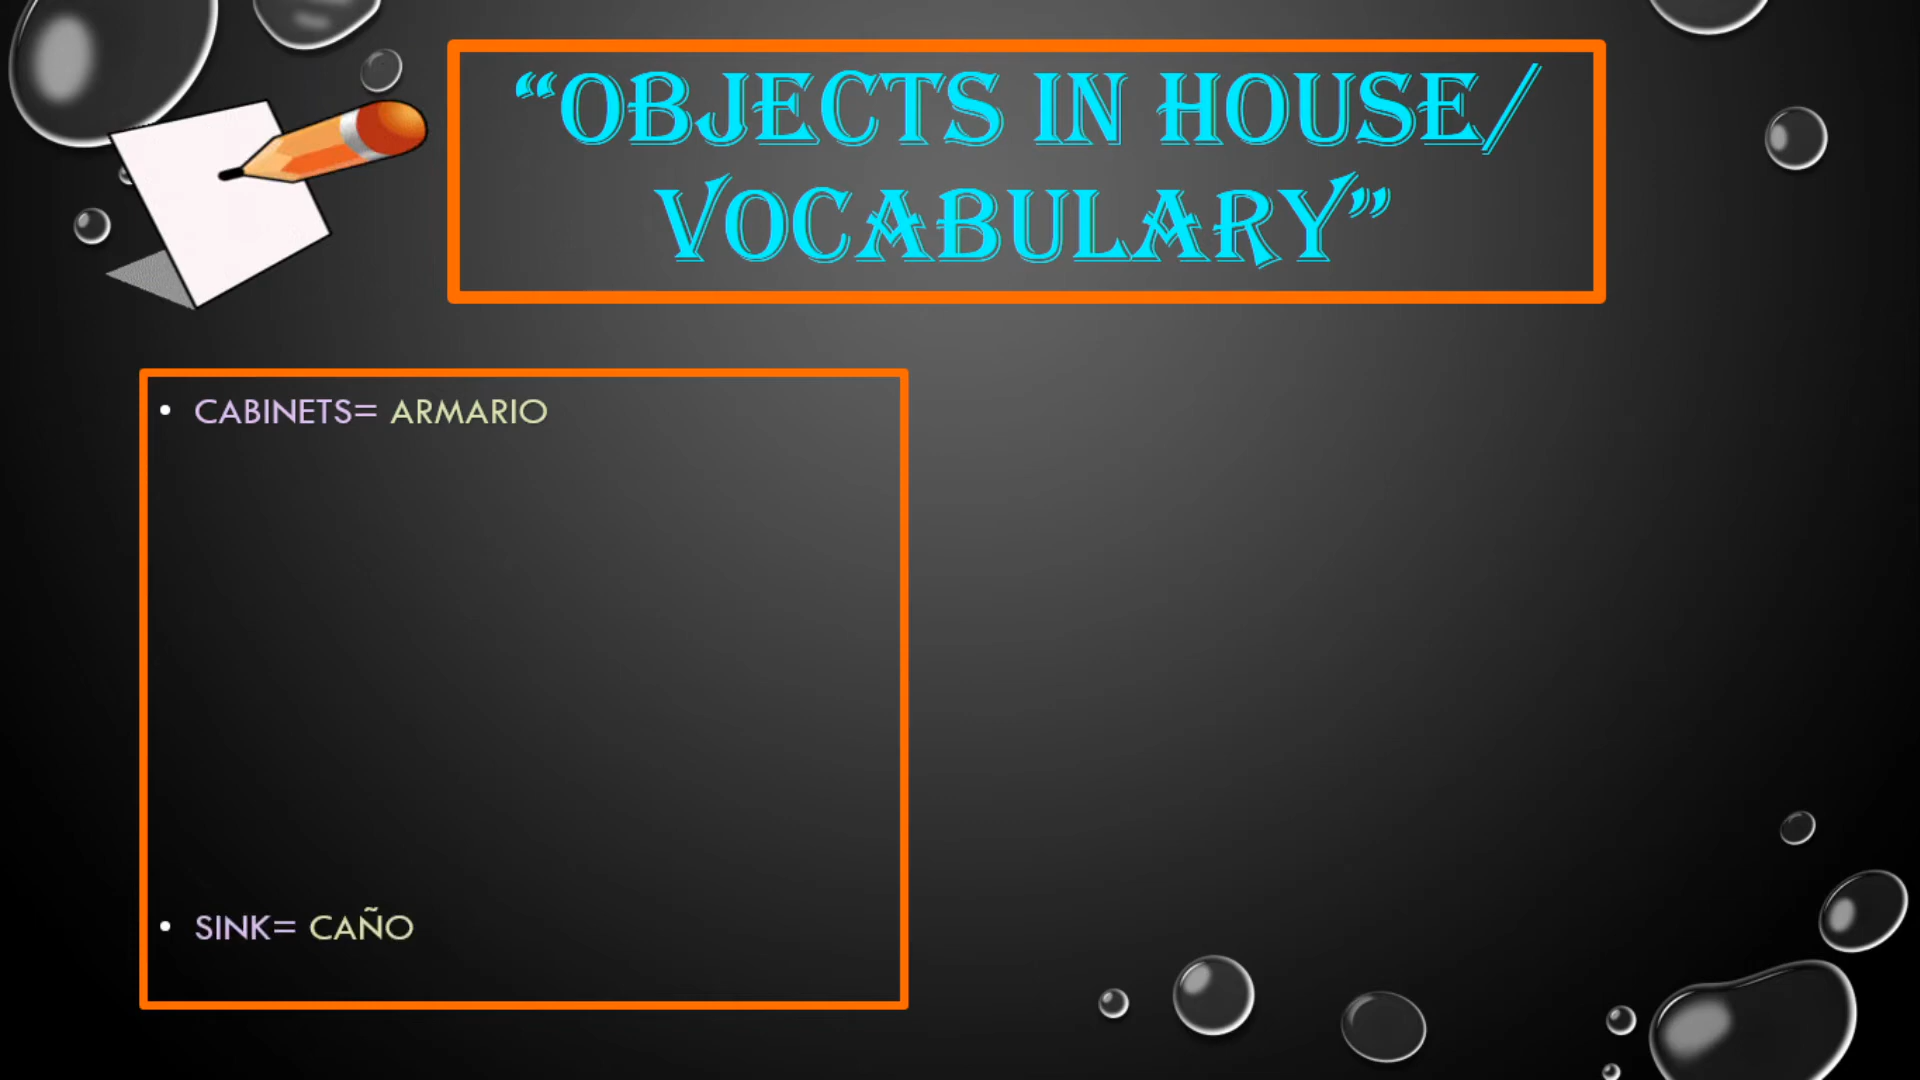 “OBJECTS IN HOUSE/
VOCABULARY”
• CABINETS= ARMARIO
• SINK= CAÑO